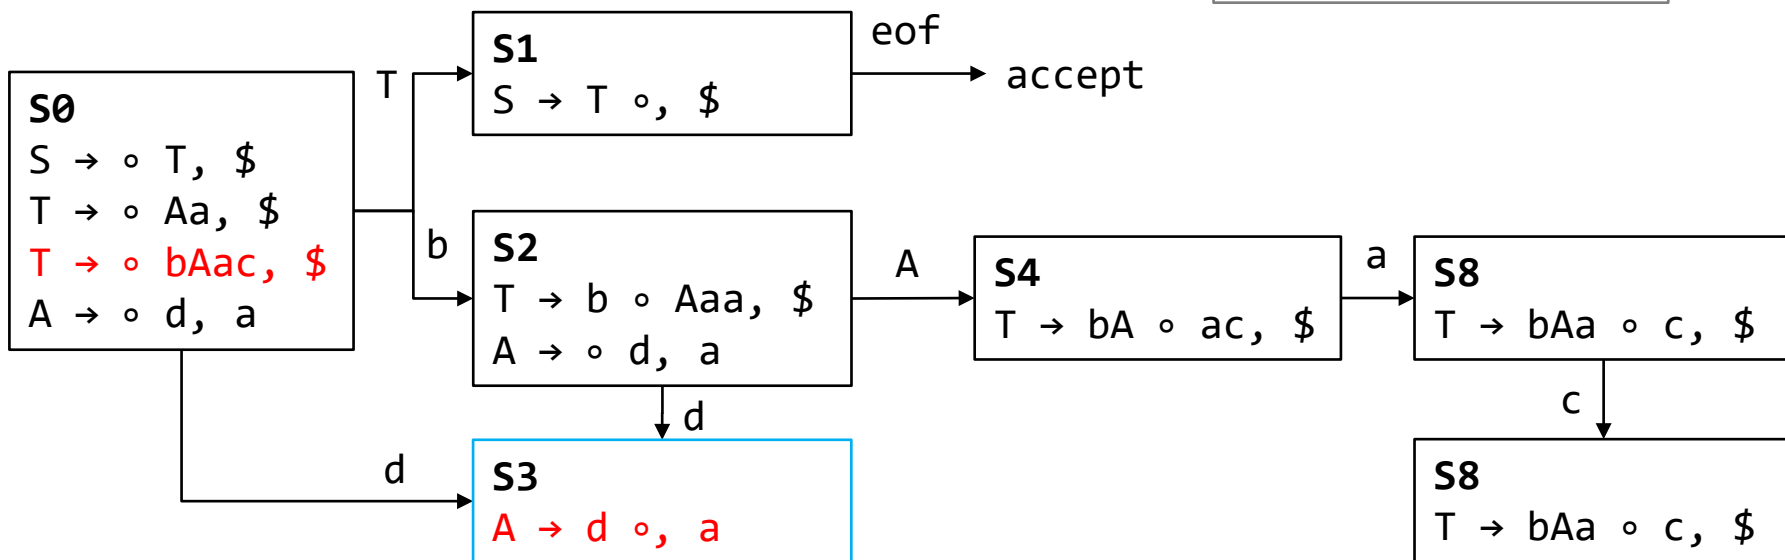 S0
S → ∘ T, $
T → ∘ Aa, $
T → ∘ bAac, $
A → ∘ d, a
T
S1
S → T ∘, $
eof
accept
b
S2
T → b ∘ Aaa, $
A → ∘ d, a
A
S4
T → bA ∘ ac, $
a
S8
T → bAa ∘ c, $
d
d
S3
A → d ∘, a
c
S8
T → bAa ∘ c, $